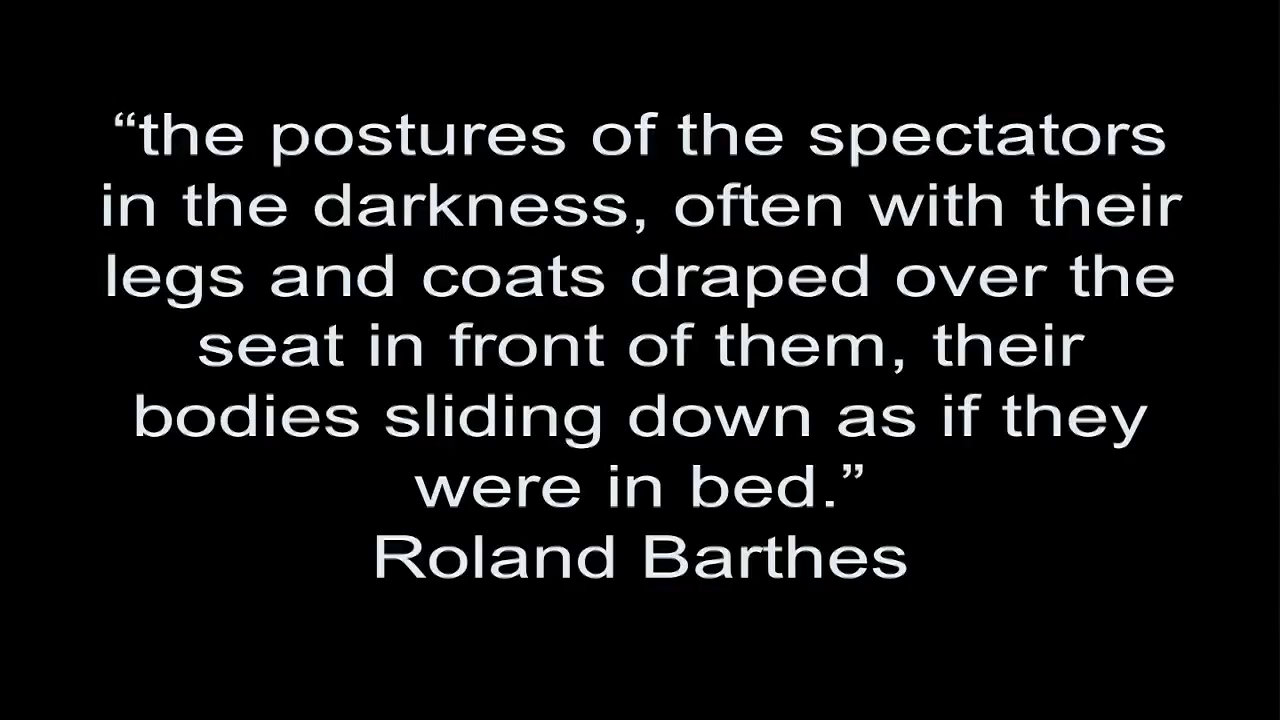 “the postures of the spectators
in the darkness, often with their
legs and coats draped over the
seat in front of them, their
bodies sliding down as if they
were in bed.”
Roland Barthes